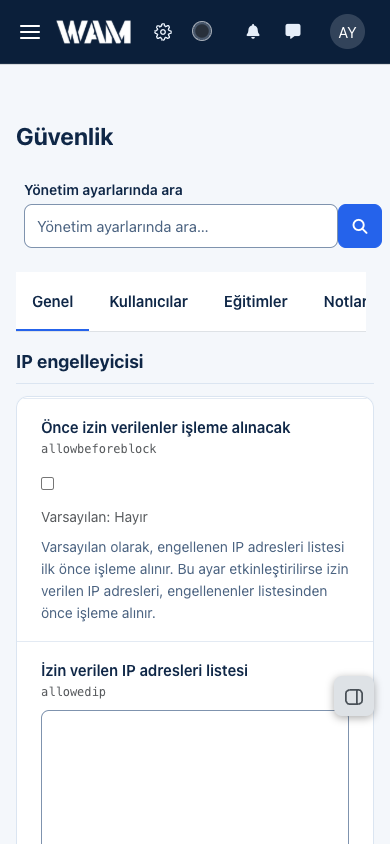 WAM
AY
Güvenlik
Yönetim ayarlarında ara
Yönetim ayarlarında ara...
Genel
Kullanıcılar
Eğitimler
Notlar
IP engelleyicisi
Önce izin verilenler işleme alınacak
allowbeforeblock
Varsayılan: Hayır
Varsayılan olarak, engellenen IP adresleri listesi
ilk önce işleme alınır. Bu ayar etkinleştirilirse izin
verilen IP adresleri, engellenenler listesinden
önce işleme alınır.
İzin verilen IP adresleri listesi
allowedip